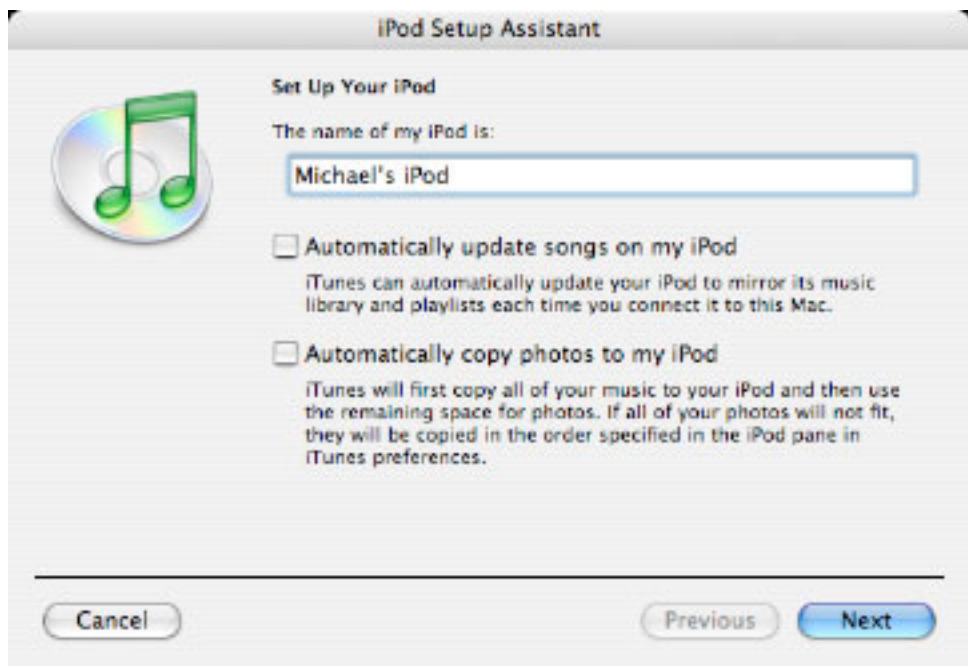 iPod Setup Assistant
Set Up Your iPod
The name of my iPod is:
Michael's iPod
Automatically update songs on my iPod
iTunes can automatically update your iPod to mirror its music
library and playlists each time you connect it to this Mac.
Automatically copy photos to my iPod
iTunes will first copy all of your music to your iPod and then use
the remaining space for photos. If all of your photos will not fit,
they will be copied in the order specified in the iPod pane in
iTunes preferences.
Cancel Previous Next